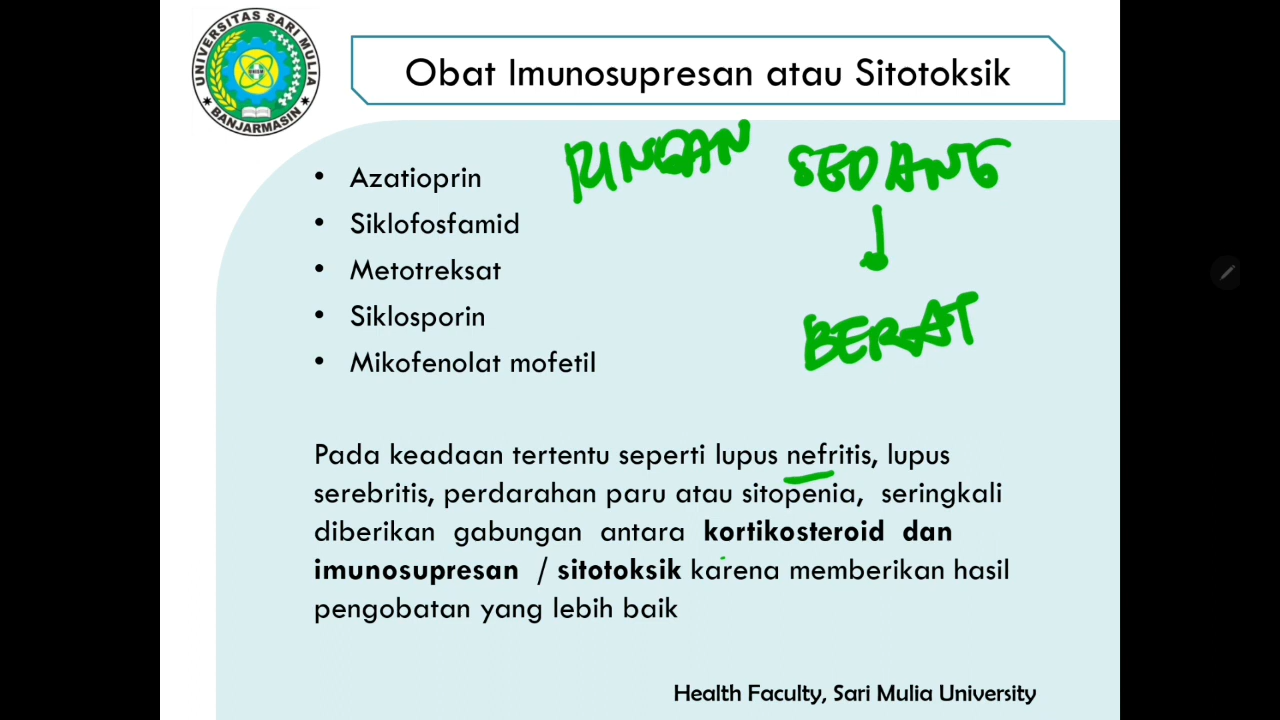 UNIVERSITAS SARI MULIA
BANJARMASIN
Obat Imunosupresan atau Sitotoksik
RINGAN SEDANG
• Azatioprin
• Siklofosfamid
• Metotreksat
• Siklosporin
BERAT
• Mikofenolat mofetil
Pada keadaan tertentu seperti lupus nefritis, lupus
serebritis, perdarahan paru atau sitopenia, seringkali
diberikan gabungan antara kortikosteroid dan
imunosupresan / sitotoksik karena memberikan hasil
pengobatan yang lebih baik
Health Faculty, Sari Mulia University